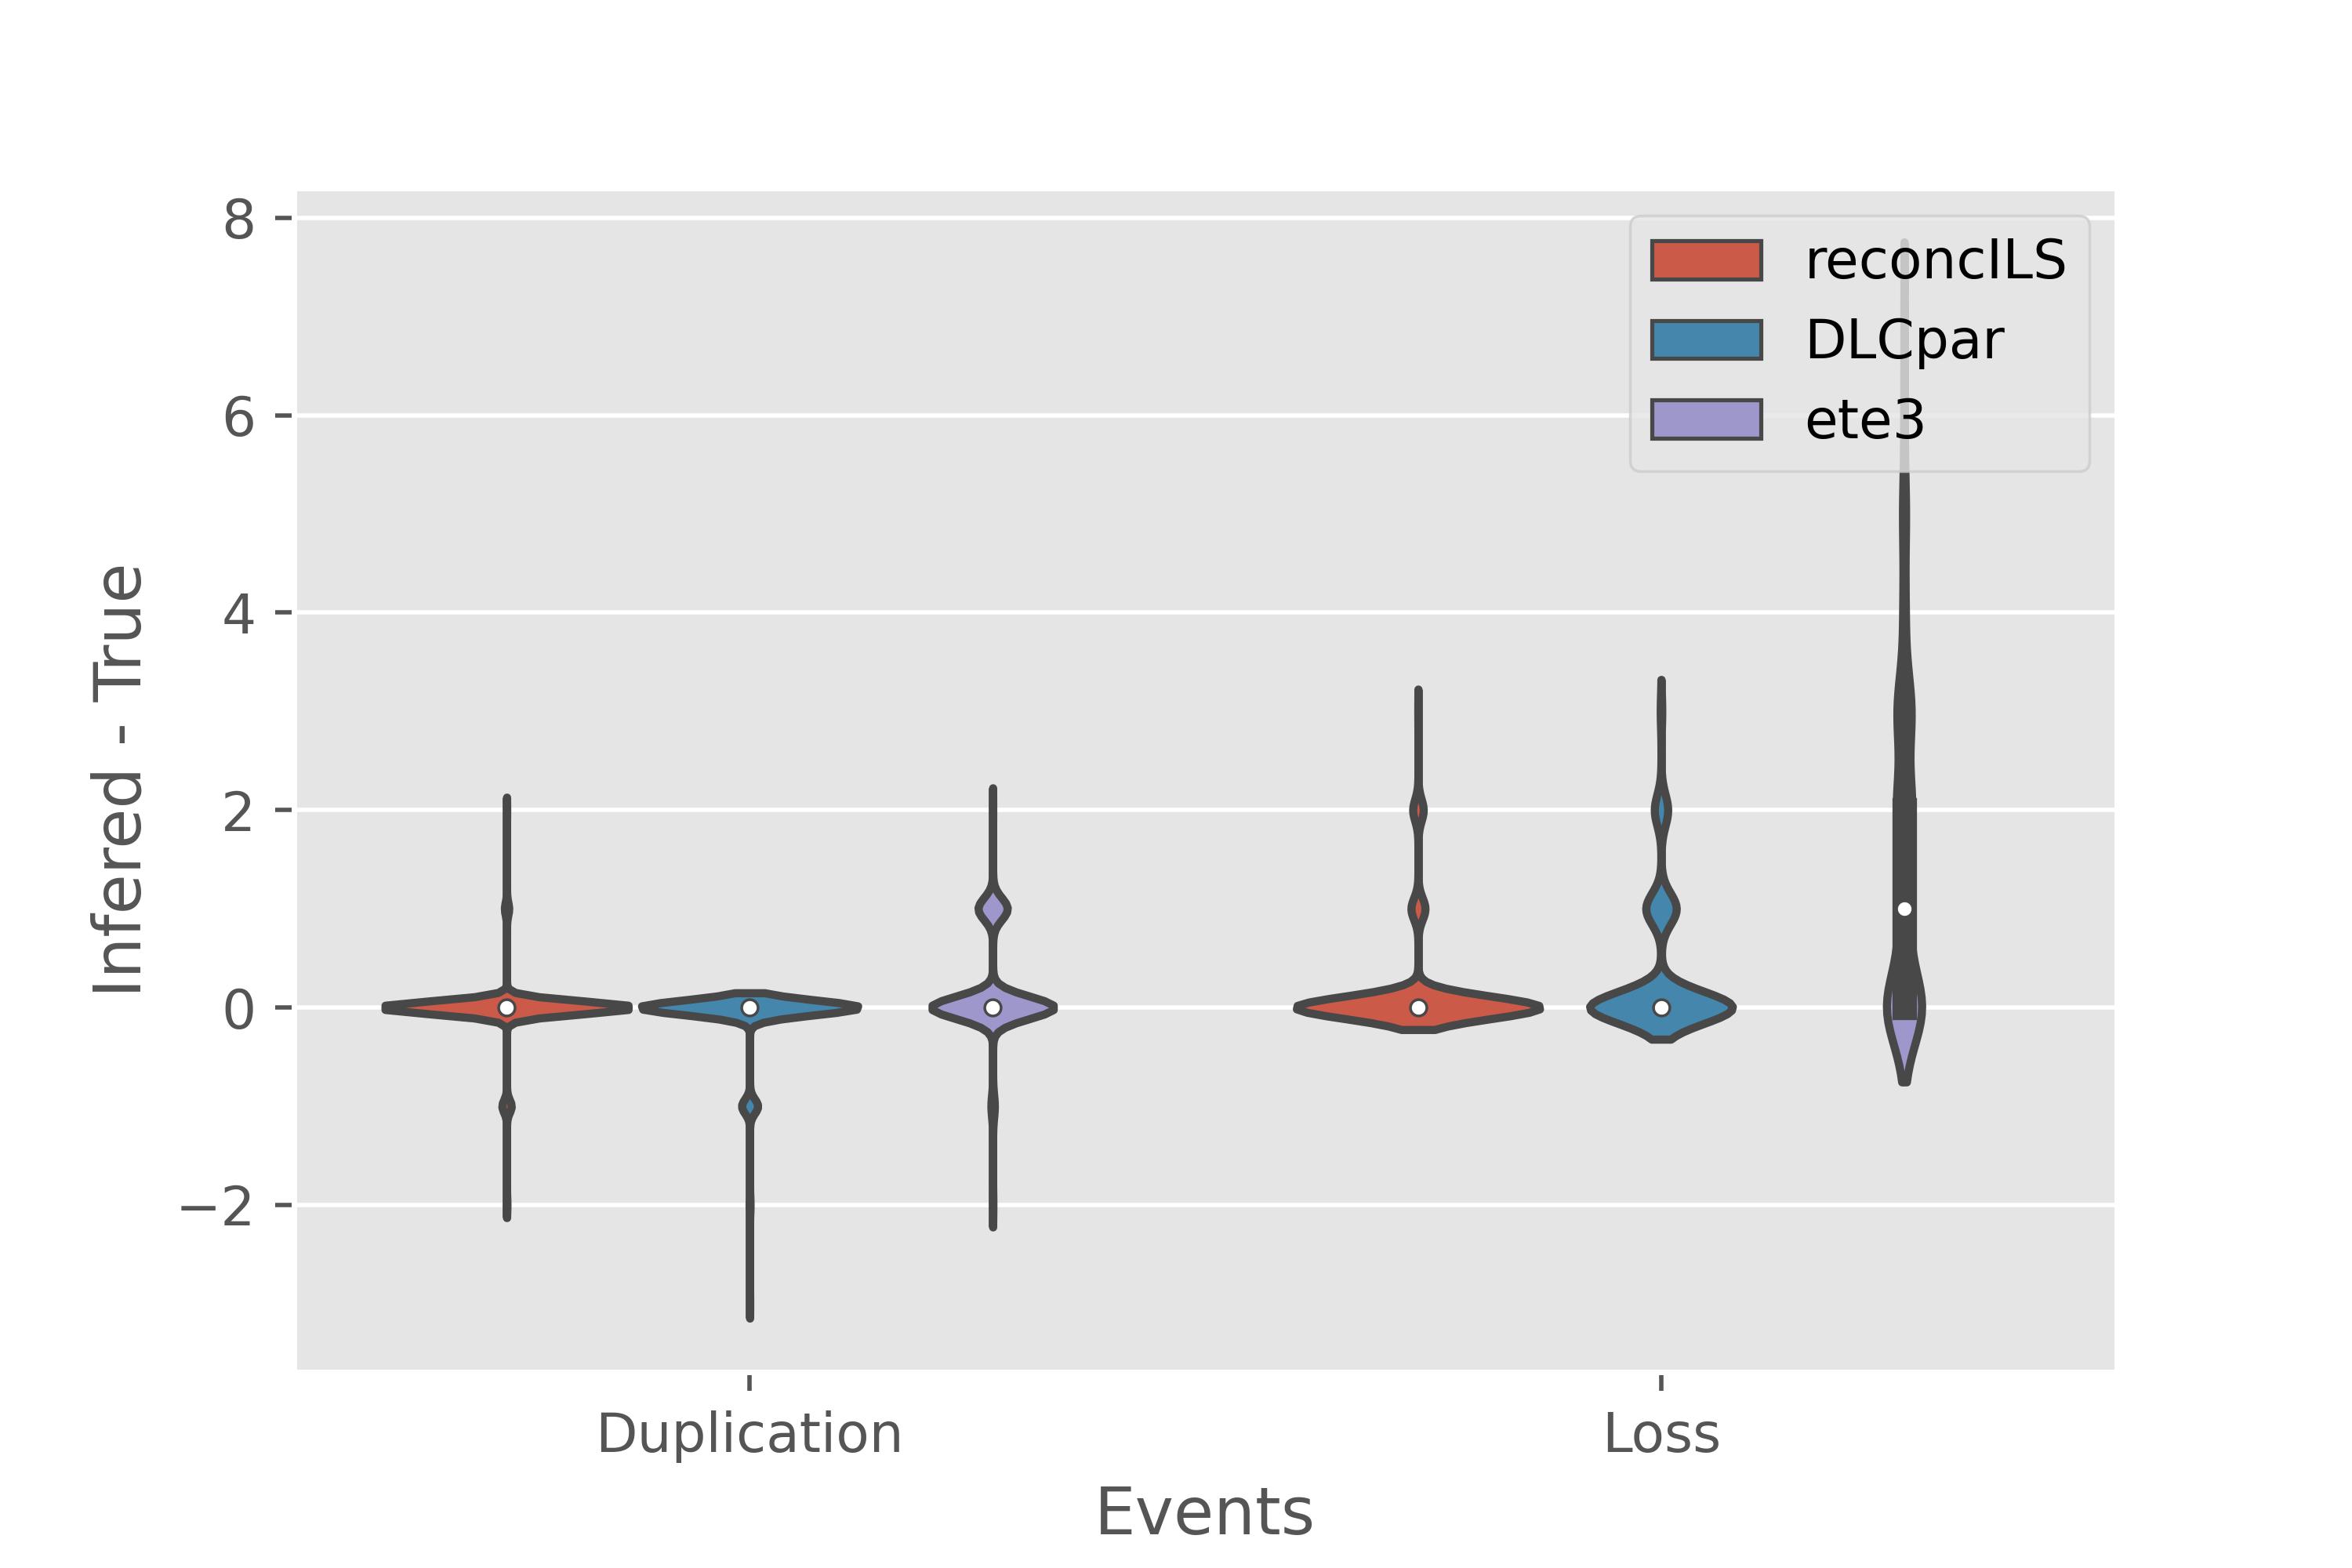 8
6
4
2
0
−2
Infered - True
reconcILS
DLCpar
ete3
Duplication
Loss
Events